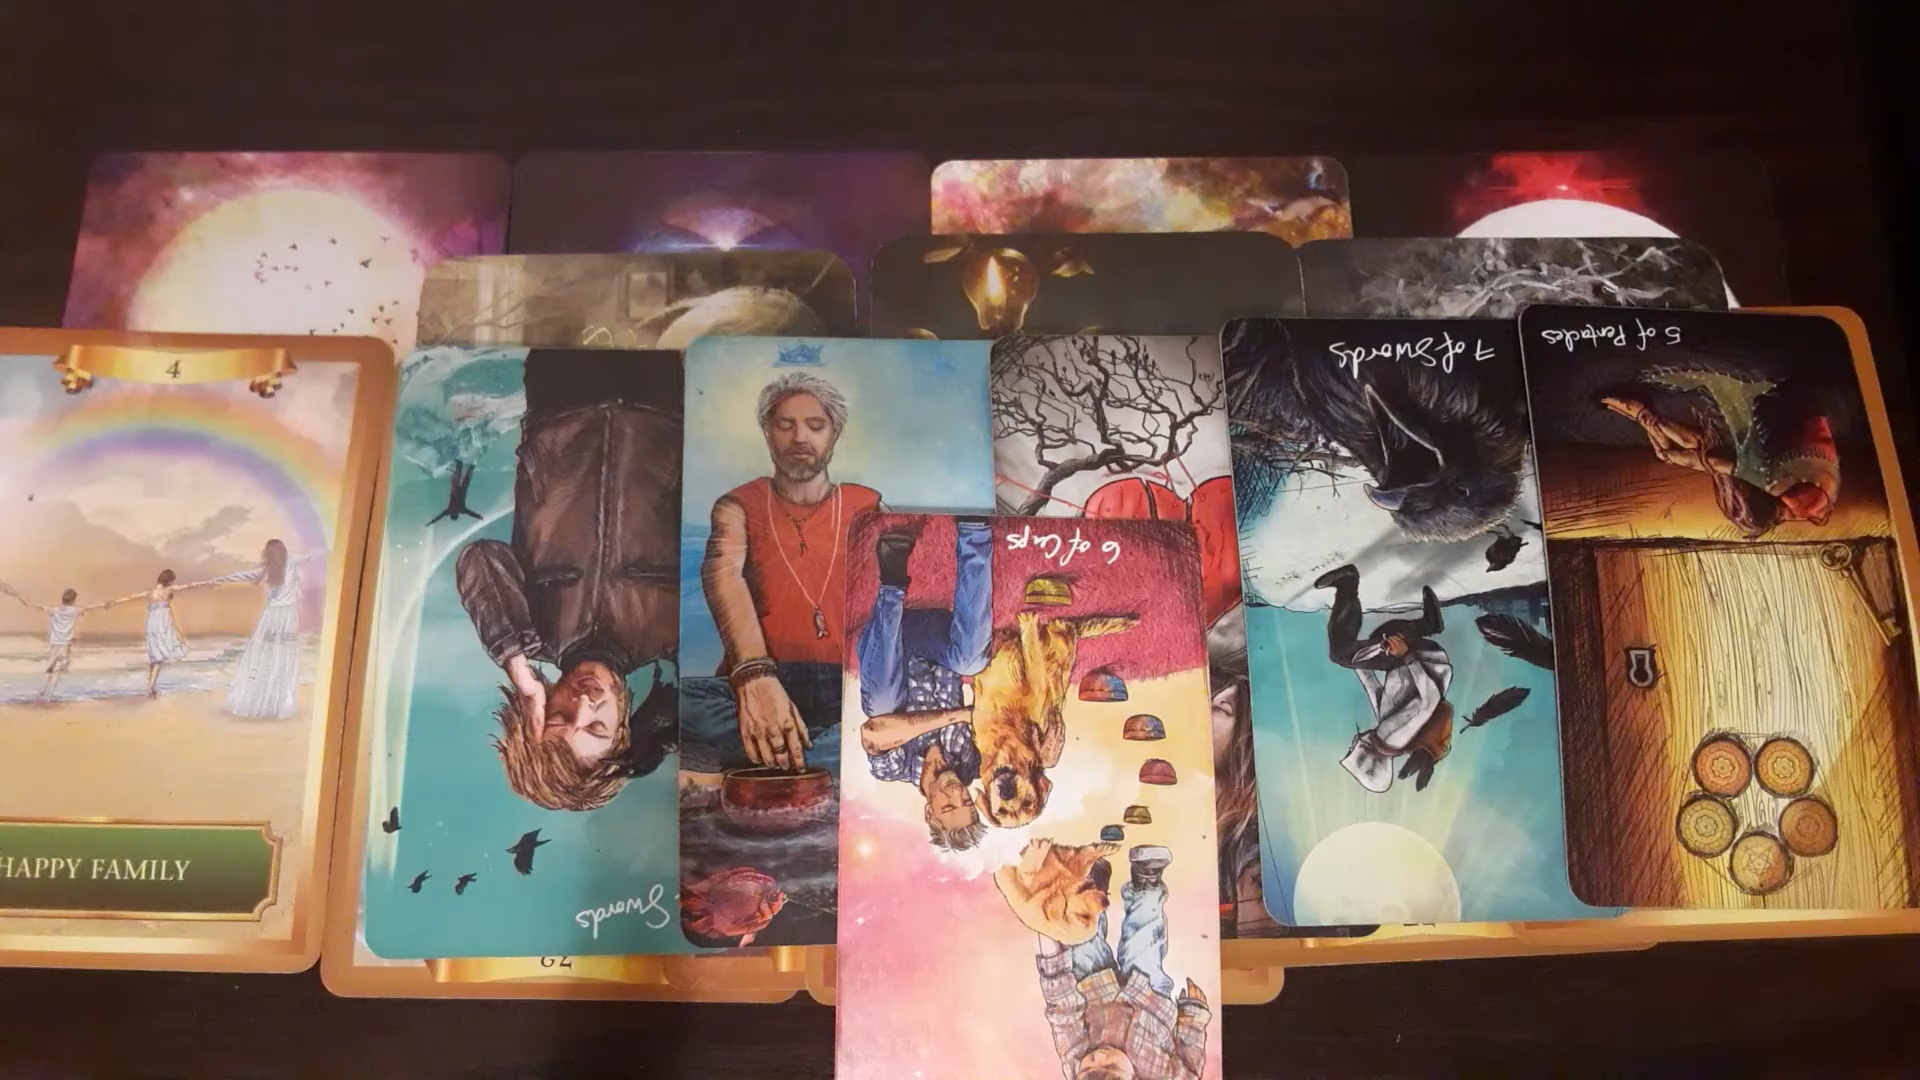 4
HAPPY FAMILY
7 of Swords
5 of Pentacles
6 of Cups
Swords